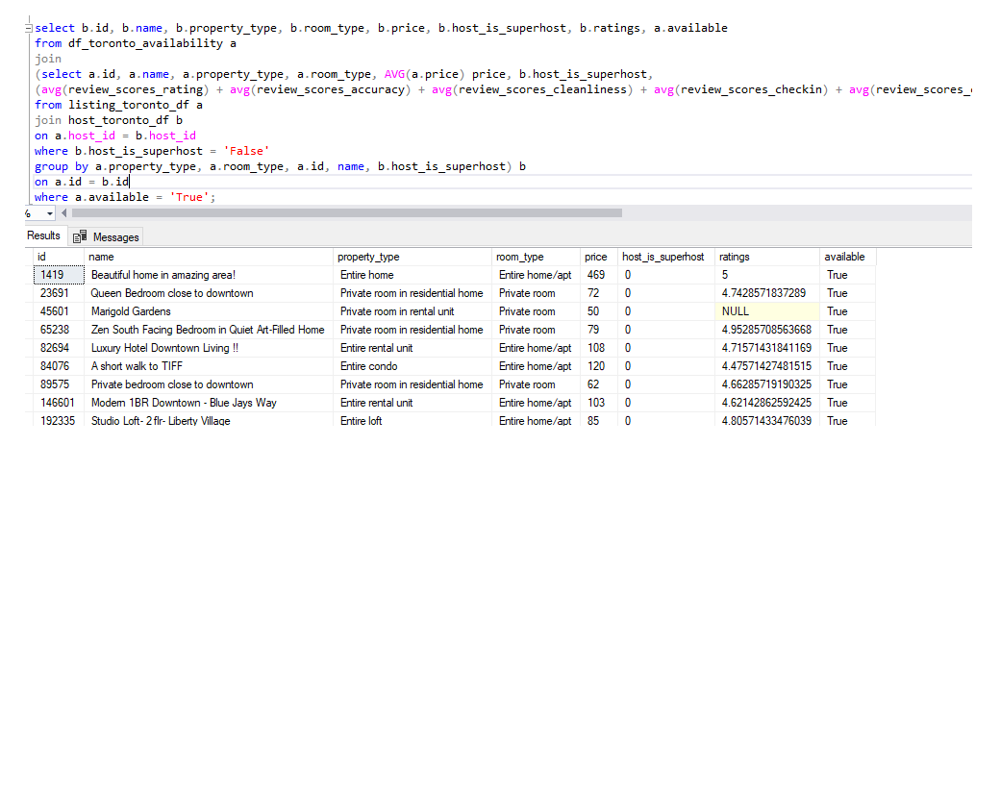 select b.id, b.name, b.property_type, b.room_type, b.price, b.host_is_superhost, b.ratings, a.available
from df_toronto_availability a
join
(select a.id, a.name, a.property_type, a.room_type, AVG(a.price) price, b.host_is_superhost,
(avg(review_scores_rating) + avg(review_scores_accuracy) + avg(review_scores_cleanliness) + avg(review_scores_checkin) + avg(review_scores_
from listing_toronto_df a
join host_toronto_df b
on a.host_id = b.host_id
where b.host_is_superhost = 'False'
group by a.property_type, a.room_type, a.id, name, b.host_is_superhost) b
on a.id = b.id
where a.available = 'True';
%
Results Messages
id name property_type room_type price host_is_superhost ratings available
1419 Beautiful home in amazing area! Entire home Entire home/apt 469 0 5 True
23691 Queen Bedroom close to downtown Private room in residential home Private room 72 0 4.7428571837289 True
45601 Marigold Gardens Private room in rental unit Private room 50 0 NULL True
65238 Zen South Facing Bedroom in Quiet Art-Filled Home Private room in residential home Private room 79 0 4.95285708563668 True
82694 Luxury Hotel Downtown Living !! Entire rental unit Entire home/apt 108 0 4.71571431841169 True
84076 A short walk to TIFF Entire condo Entire home/apt 120 0 4.47571427481515 True
89575 Private bedroom close to downtown Private room in residential home Private room 62 0 4.66285719190325 True
146601 Modern 1BR Downtown - Blue Jays Way Entire rental unit Entire home/apt 103 0 4.62142862592425 True
192335 Studio Loft- 2 flr- Liberty Village Entire loft Entire home/apt 85 0 4.80571433476039 True